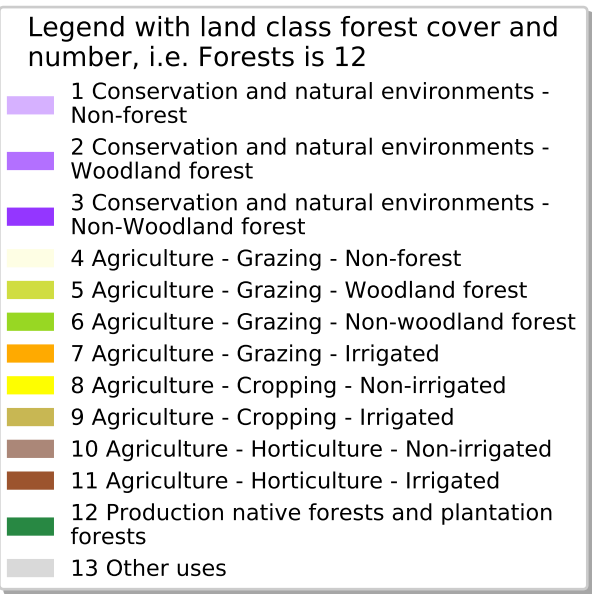 Legend with land class forest cover and
number, i.e. Forests is 12
1 Conservation and natural environments -
Non-forest
2 Conservation and natural environments -
Woodland forest
3 Conservation and natural environments -
Non-Woodland forest
4 Agriculture - Grazing - Non-forest
5 Agriculture - Grazing - Woodland forest
6 Agriculture - Grazing - Non-woodland forest
7 Agriculture - Grazing - Irrigated
8 Agriculture - Cropping - Non-irrigated
9 Agriculture - Cropping - Irrigated
10 Agriculture - Horticulture - Non-irrigated
11 Agriculture - Horticulture - Irrigated
12 Production native forests and plantation
forests
13 Other uses